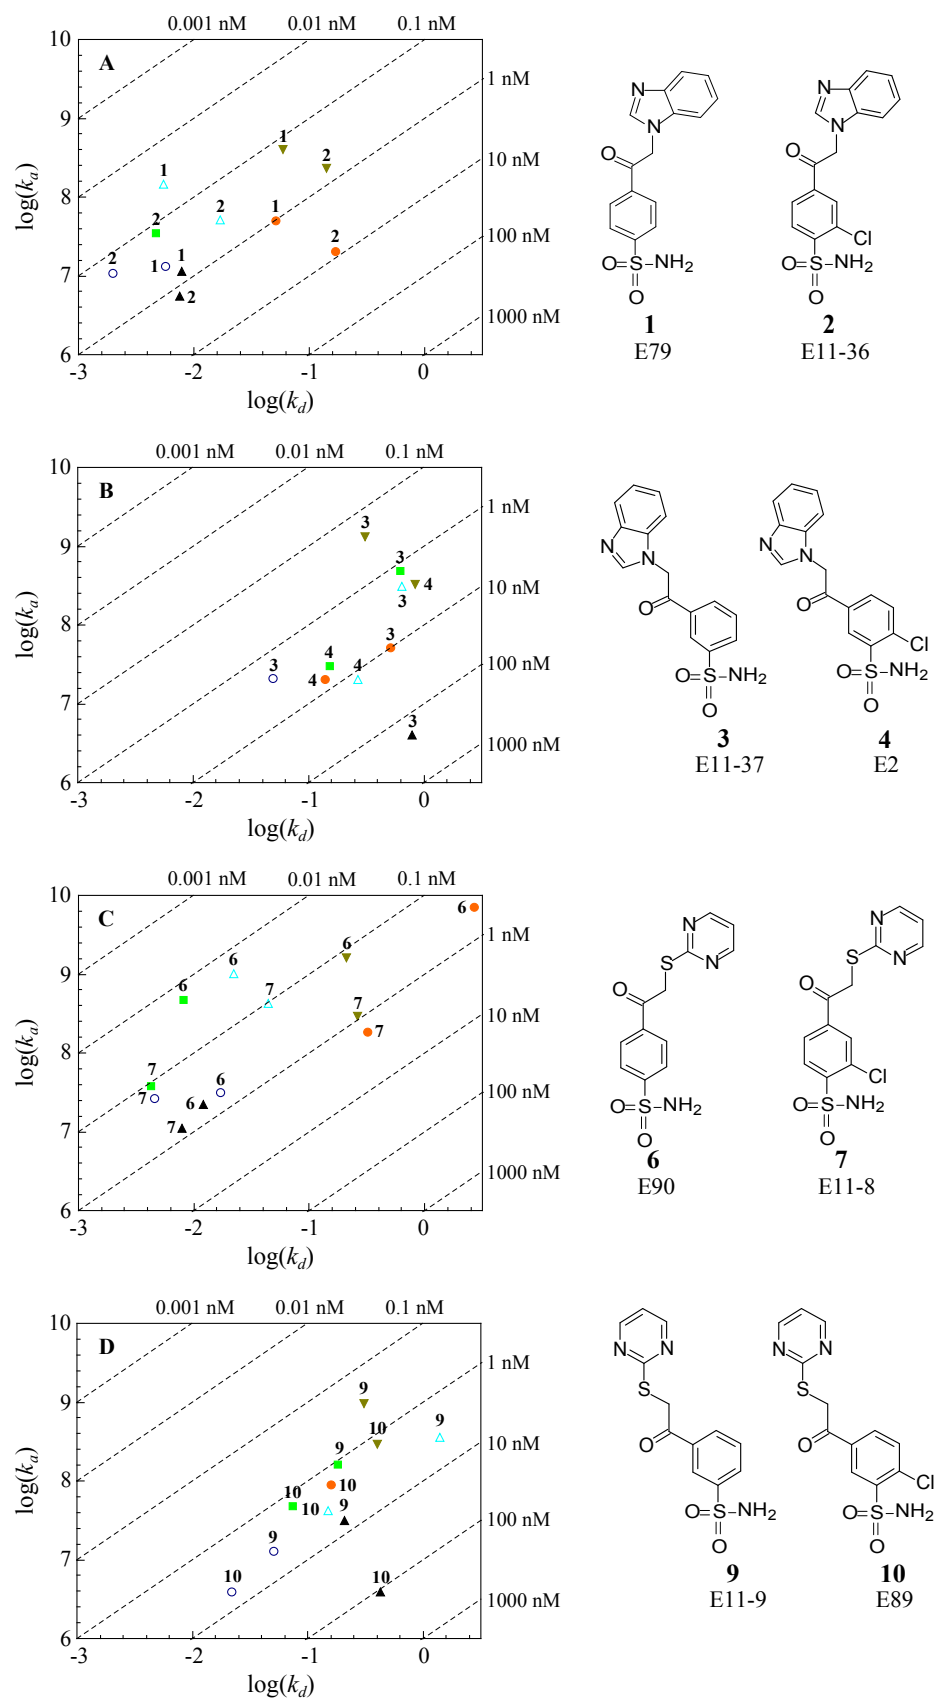 0.001 nM 0.01 nM 0.1 nM
10
A
1 nM
9
1 2
10 nM
1
8
2 2 1
100 nM
2
2 1 1
7
2
1000 nM
6
-3 -2 -1 0
log(ka)
log(kd)
N
N
O
Cl
O=S-NH2
O
1
E79
N
N
O
Cl
O=S-NH2
O
2
E11-36
0.001 nM 0.01 nM 0.1 nM
10
B
1 nM
9
3
3
4
10 nM
3
8
3
4 4
100 nM
3
4
7
3
1000 nM
6
-3 -2 -1 0
log(ka)
log(kd)
N
N
O
O=S-NH2
O
3
E11-37
N
N
O
Cl
O=S-NH2
O
4
E2
0.001 nM 0.01 nM 0.1 nM
10
C
6
1 nM
6
6
9
6
7
7
10 nM
7
8
7
6
100 nM
7
6
7
7
1000 nM
6
-3 -2 -1 0
log(ka)
log(kd)
N
N
S
O
O=S-NH2
O
6
E90
N
N
S
O
Cl
O=S-NH2
O
7
E11-8
0.001 nM 0.01 nM 0.1 nM
10
D
1 nM
9
9
9
10
10 nM
9
8
10
10
10
9
100 nM
9
7
10
10
1000 nM
6
-3 -2 -1 0
log(ka)
log(kd)
N
N
S
O
O=S-NH2
O
9
E11-9
N
N
S
O
Cl
O=S-NH2
O
10
E89